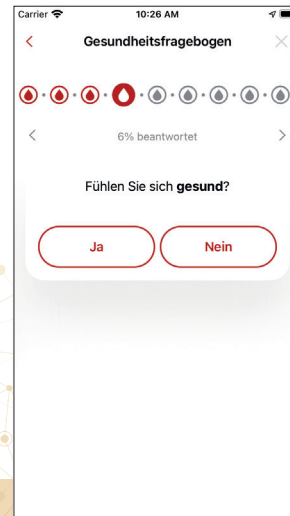 Carrier 10:26 AM
Gesundheitsfragebogen
6% beantwortet
Fühlen Sie sich gesund?
Ja Nein